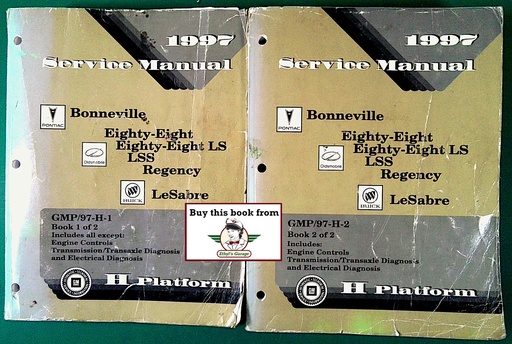 1997
Service Manual
PONTIAC
Bonneville
Eighty-Eight
Eighty-Eight LS
Oldsmobile
LSS
Regency
BUICK
LeSabre
GMP/97-H-1
Book 1 of 2
Includes all except:
Engine Controls
Transmission/Transaxle Diagnosis
and Electrical Diagnosis
H Platform
1997
Service Manual
PONTIAC
Bonneville
Eighty-Eight
Eighty-Eight LS
Oldsmobile
LSS
Regency
BUICK
LeSabre
GMP/97-H-2
Book 2 of 2
Includes:
Engine Controls
Transmission/Transaxle Diagnosis
and Electrical Diagnosis
H Platform
Buy this book from
Ethyl's Garage